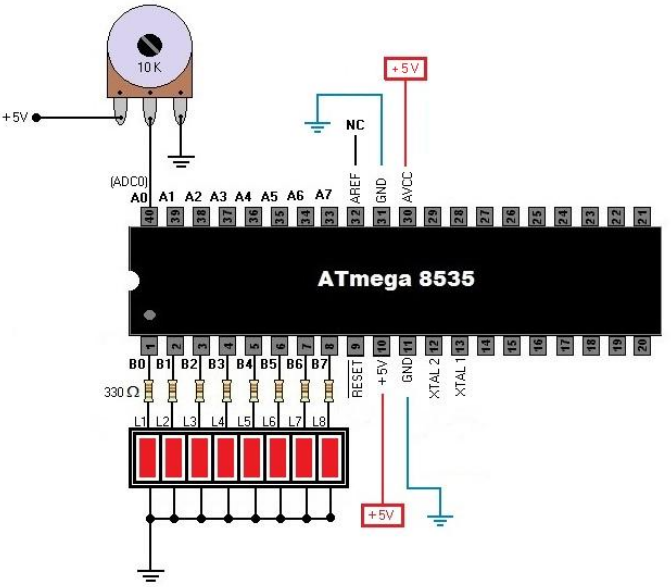 10K
+5V
+5V
NC
(ADC0)
A0 A1 A2 A3 A4 A5 A6 A7 AREF GND AVCC
40 39 38 37 36 35 34 33 32 31 30 29 28 27 26 25 24 23 22 21
ATmega 8535
1 2 3 4 5 6 7 8 9 10 11 12 13 14 15 16 17 18 19 20
B0 B1 B2 B3 B4 B5 B6 B7 RESET +5V GND XTAL 2 XTAL 1
330 Ω
L1 L2 L3 L4 L5 L6 L7 L8
+5V